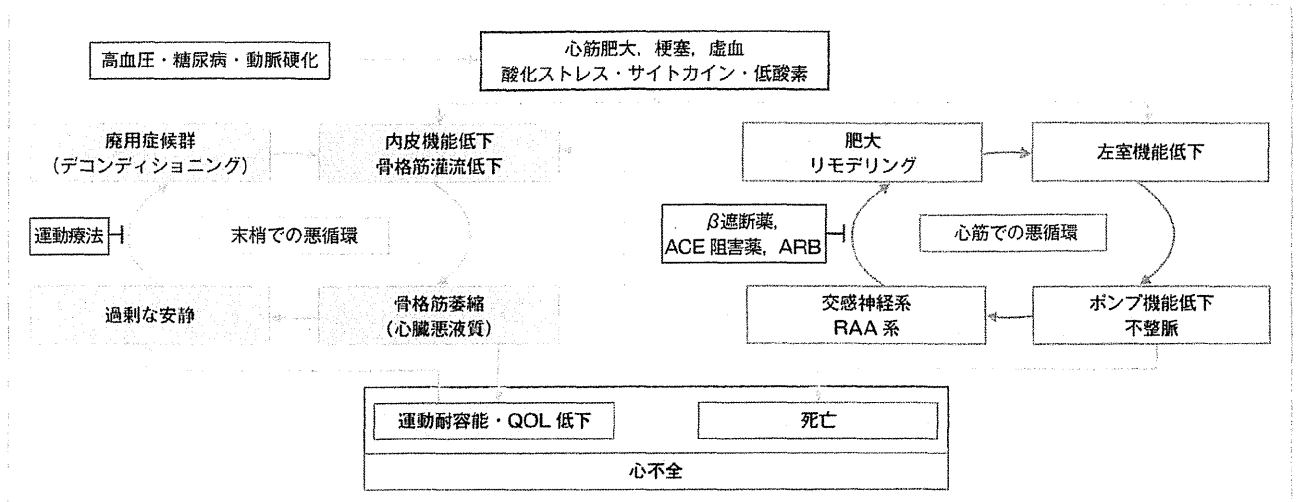 高血圧・糖尿病・動脈硬化
心筋肥大,梗塞,虚血
酸化ストレス・サイトカイン・低酸素
廃用症候群
(デコンディショニング)
内皮機能低下
骨格筋灌流低下
肥大
リモデリング
左室機能低下
運動療法
末梢での悪循環
β遮断薬,
ACE 阻害薬,ARB
心筋での悪循環
過剰な安静
骨格筋萎縮
(心臓悪液質)
交感神経系
RAA 系
ポンプ機能低下
不整脈
運動耐容能・QOL 低下
死亡
心不全